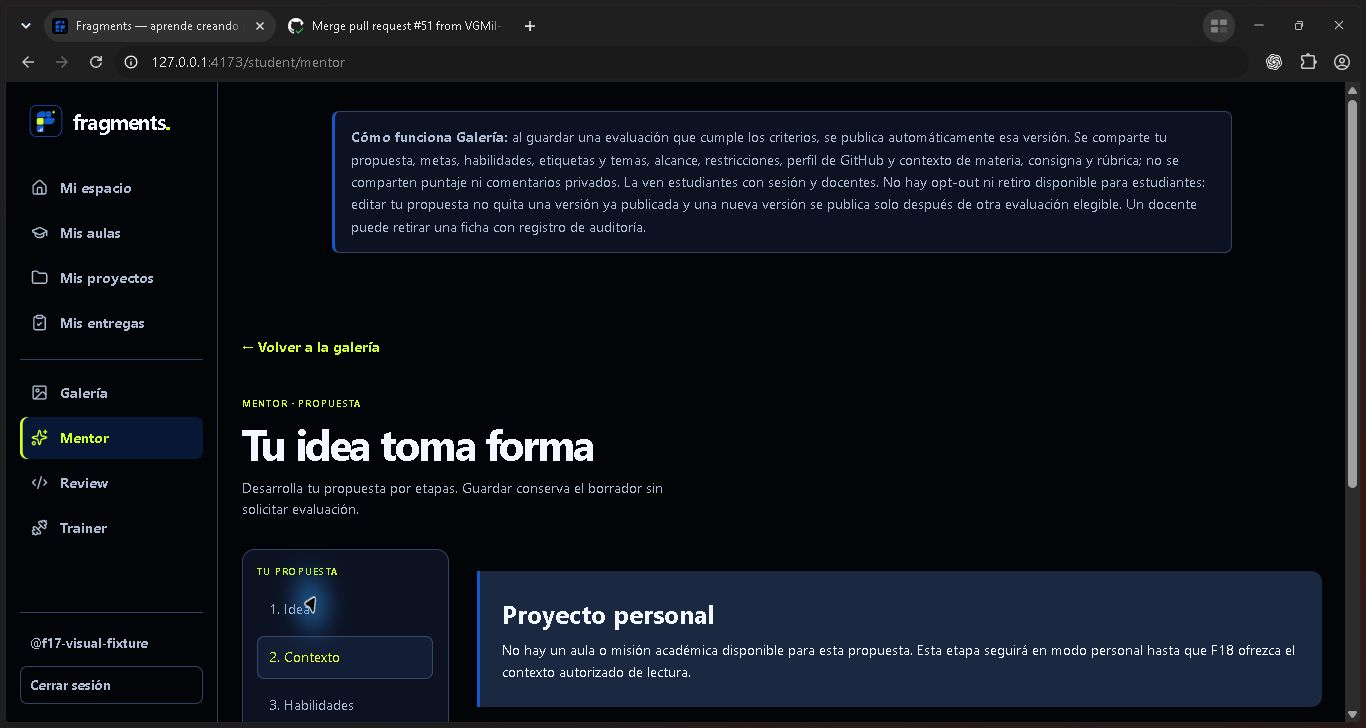 Fragments — aprende creando
Merge pull request #51 from VGMil-
127.0.0.1:4173/student/mentor
fragments.
Mi espacio
Mis aulas
Mis proyectos
Mis entregas
Galería
Mentor
Review
Trainer
@f17-visual-fixture
Cerrar sesión
Cómo funciona Galería: al guardar una evaluación que cumple los criterios, se publica automáticamente esa versión. Se comparte tu
propuesta, metas, habilidades, etiquetas y temas, alcance, restricciones, perfil de GitHub y contexto de materia, consigna y rúbrica; no se
comparten puntaje ni comentarios privados. La ven estudiantes con sesión y docentes. No hay opt-out ni retiro disponible para estudiantes:
editar tu propuesta no quita una versión ya publicada y una nueva versión se publica solo después de otra evaluación elegible. Un docente
puede retirar una ficha con registro de auditoría.
← Volver a la galería
MENTOR · PROPUESTA
Tu idea toma forma
Desarrolla tu propuesta por etapas. Guardar conserva el borrador sin
solicitar evaluación.
TU PROPUESTA
1. Idea
2. Contexto
3. Habilidades
Proyecto personal
No hay un aula o misión académica disponible para esta propuesta. Esta etapa seguirá en modo personal hasta que F18 ofrezca el
contexto autorizado de lectura.